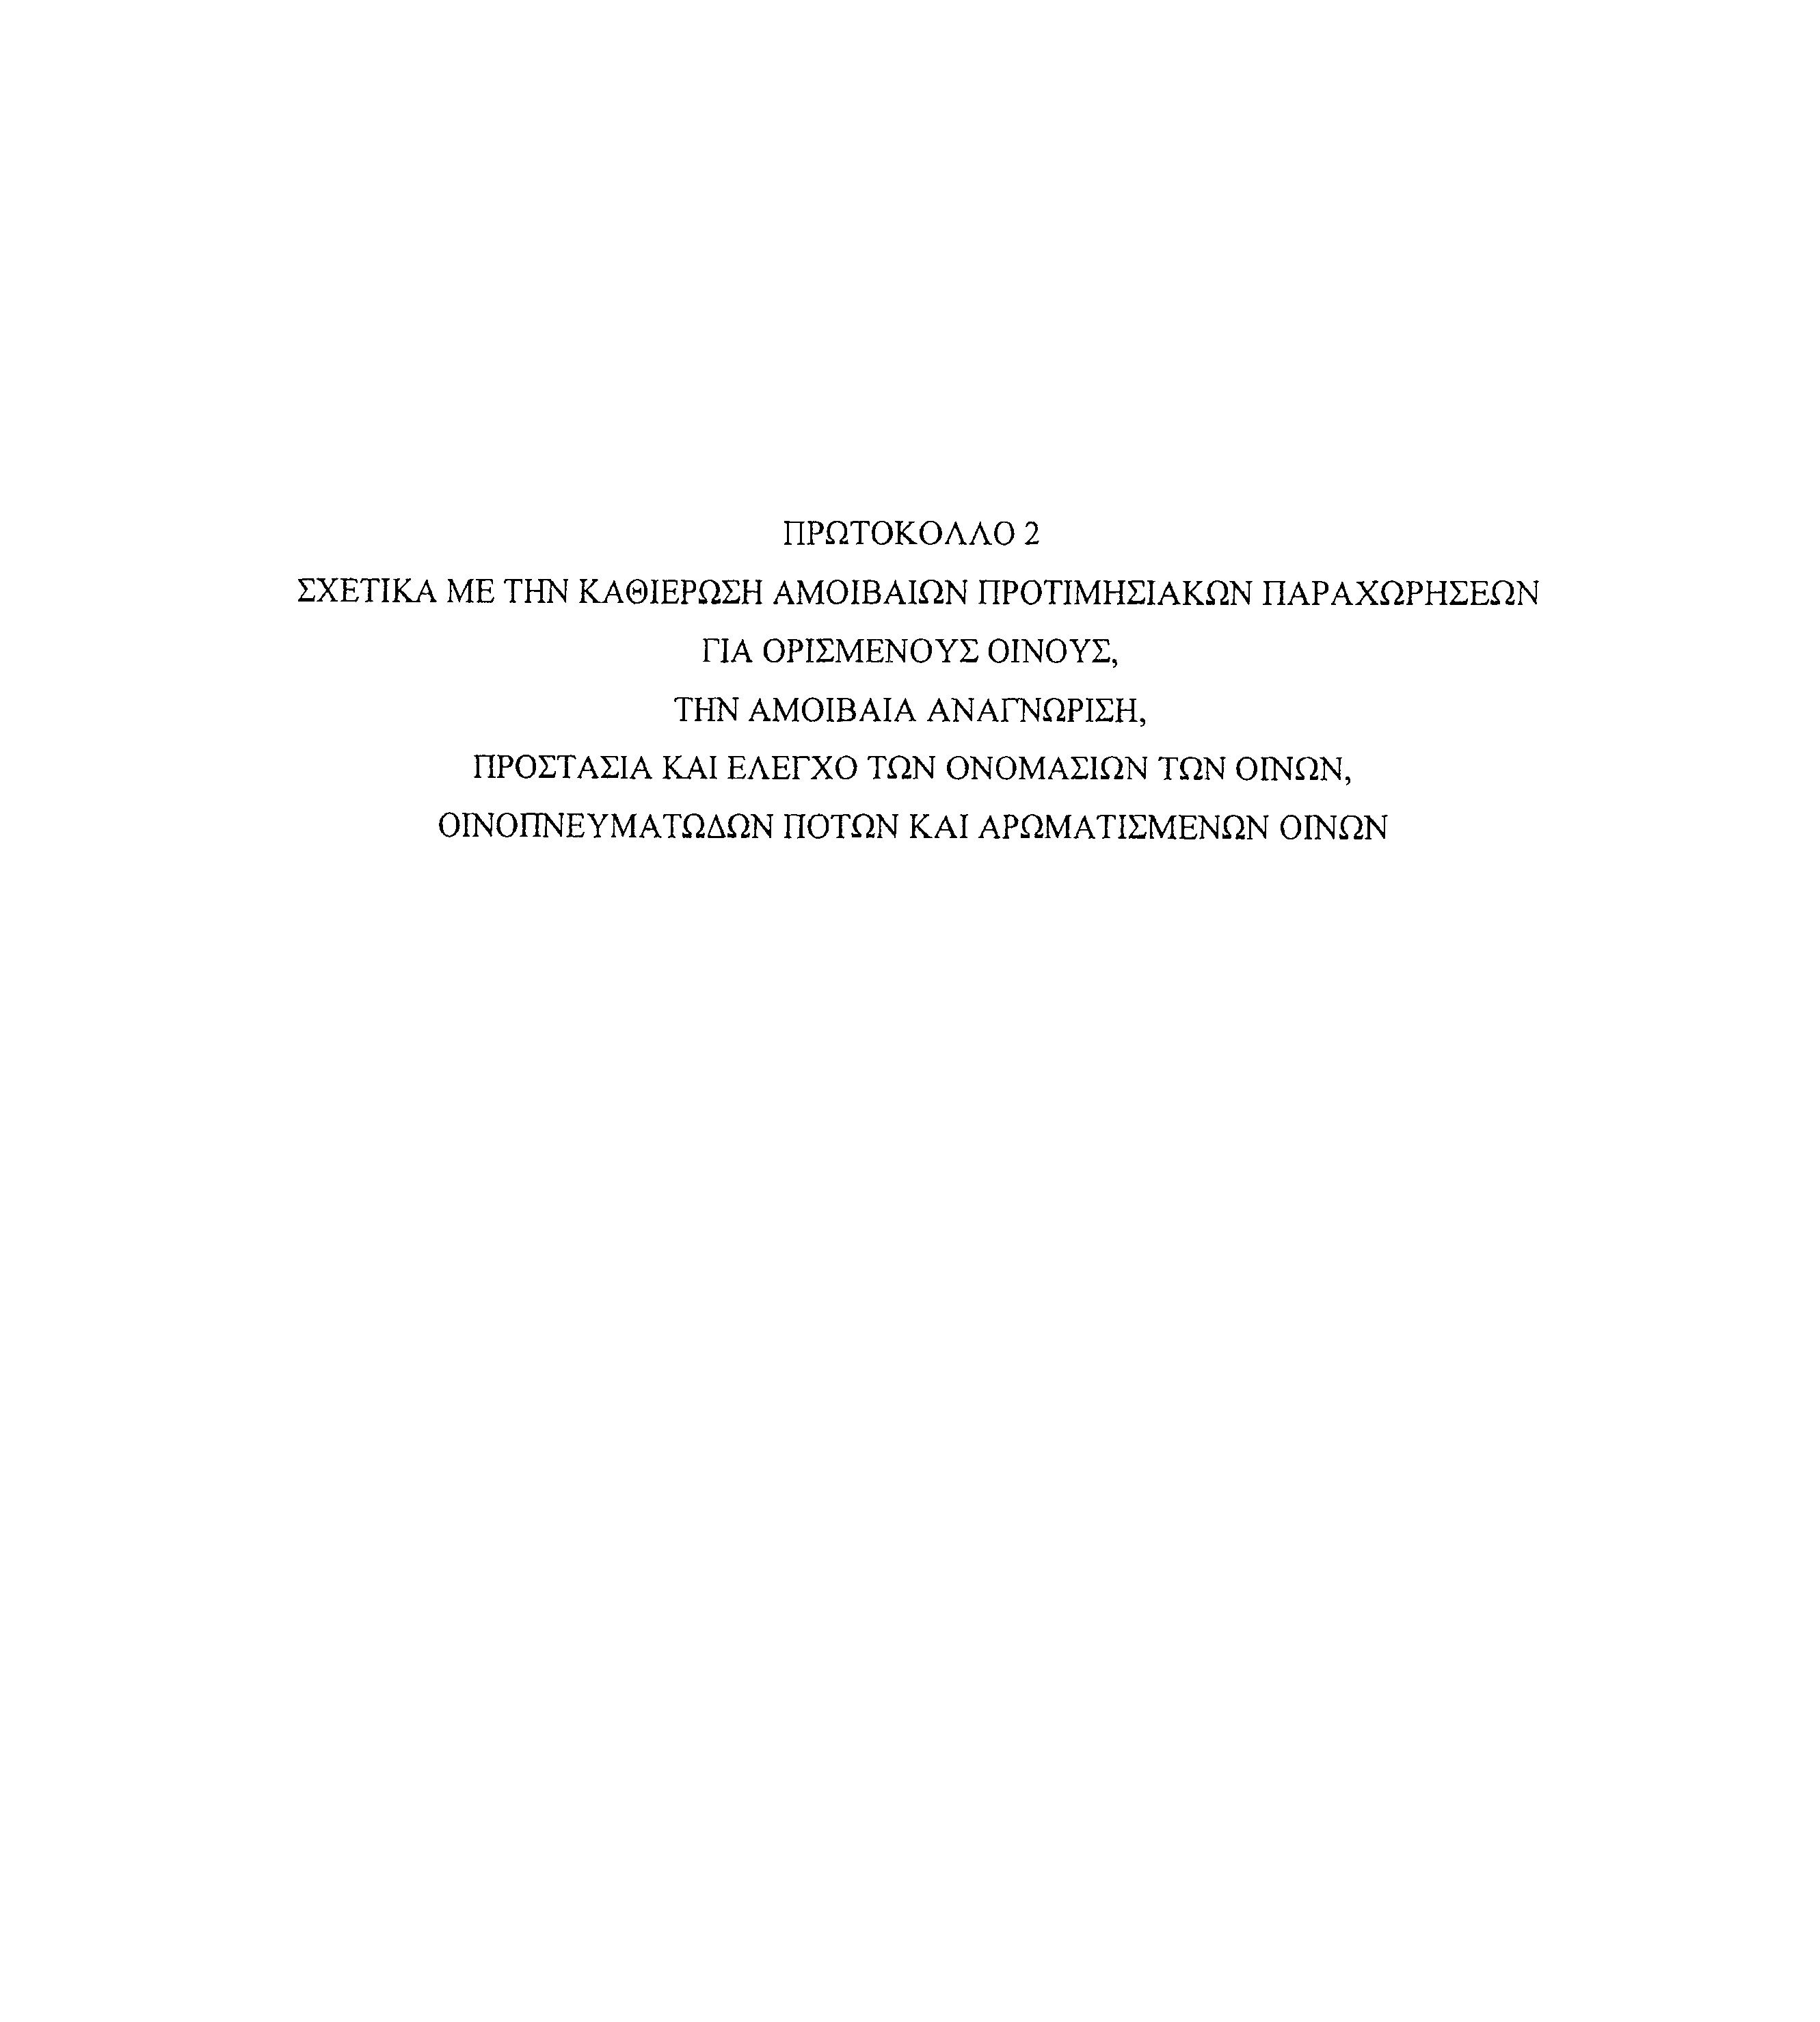 ΠΡΩΤΟΚΟΛΛΟ 2
ΣΧΕΤΙΚΑ ΜΕ ΤΗΝ ΚΑΘΙΕΡΩΣΗ ΑΜΟΙΒΑΙΩΝ ΠΡΟΤΙΜΗΣΙΑΚΩΝ ΠΑΡΑΧΩΡΗΣΕΩΝ
ΓΙΑ ΟΡΙΣΜΕΝΟΥΣ ΟΙΝΟΥΣ,
ΤΗΝ ΑΜΟΙΒΑΙΑ ΑΝΑΓΝΩΡΙΣΗ,
ΠΡΟΣΤΑΣΙΑ ΚΑΙ ΕΛΕΓΧΟ ΤΩΝ ΟΝΟΜΑΣΙΩΝ ΤΩΝ ΟΙΝΩΝ,
ΟΙΝΟΠΝΕΥΜΑΤΩΔΩΝ ΠΟΤΩΝ ΚΑΙ ΑΡΩΜΑΤΙΣΜΕΝΩΝ ΟΙΝΩΝ